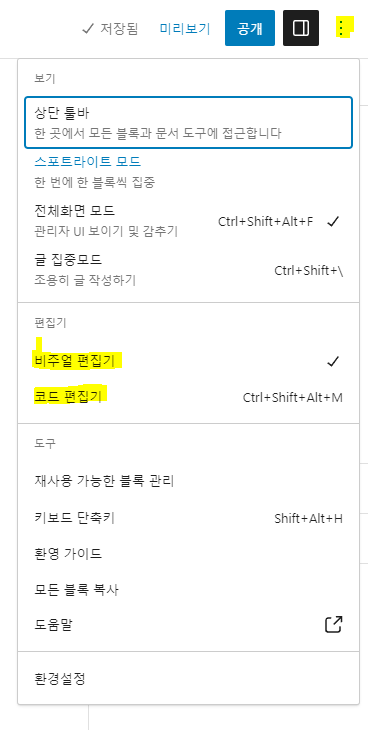 저장됨 미리보기 공개
보기
상단 툴바
한 곳에서 모든 블록과 문서 도구에 접근합니다
스포트라이트 모드
한 번에 한 블록씩 집중
전체화면 모드 Ctrl+Shift+Alt+F
관리자 UI 보이기 및 감추기
글 집중모드 Ctrl+Shift+\
조용히 글 작성하기
편집기
비주얼 편집기
코드 편집기 Ctrl+Shift+Alt+M
도구
재사용 가능한 블록 관리
키보드 단축키 Shift+Alt+H
환영 가이드
모든 블록 복사
도움말
환경설정